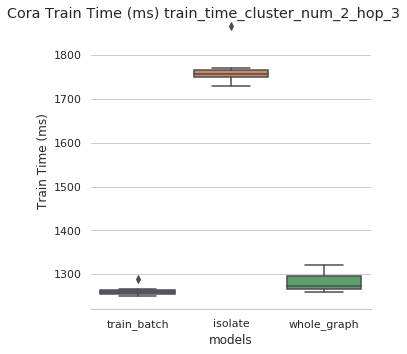 Cora Train Time (ms) train_time_cluster_num_2_hop_3
1800
1700
1600
1500
1400
1300
Train Time (ms)
train_batch
isolate
whole_graph
models